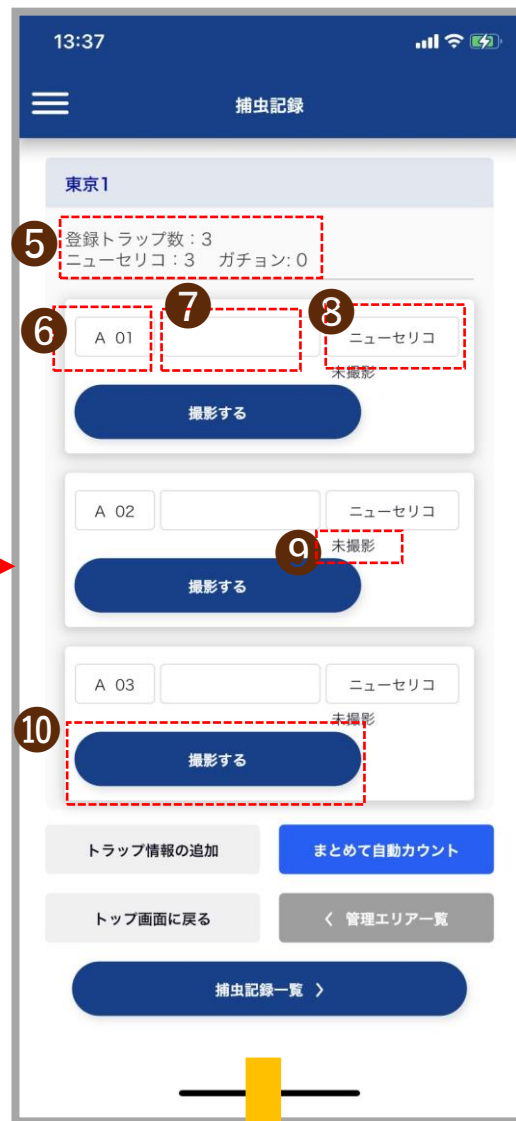 13:37
捕虫記録
東京1
5
登録トラップ数：3
ニューセリコ：3 ガチョン: 0
6
7
8
A 01
ニューセリコ
未撮影
撮影する
A 02
ニューセリコ
9
未撮影
撮影する
A 03
ニューセリコ
未撮影
10
撮影する
トラップ情報の追加
まとめて自動カウント
トップ画面に戻る
く 管理エリア一覧
捕虫記録一覧 〉